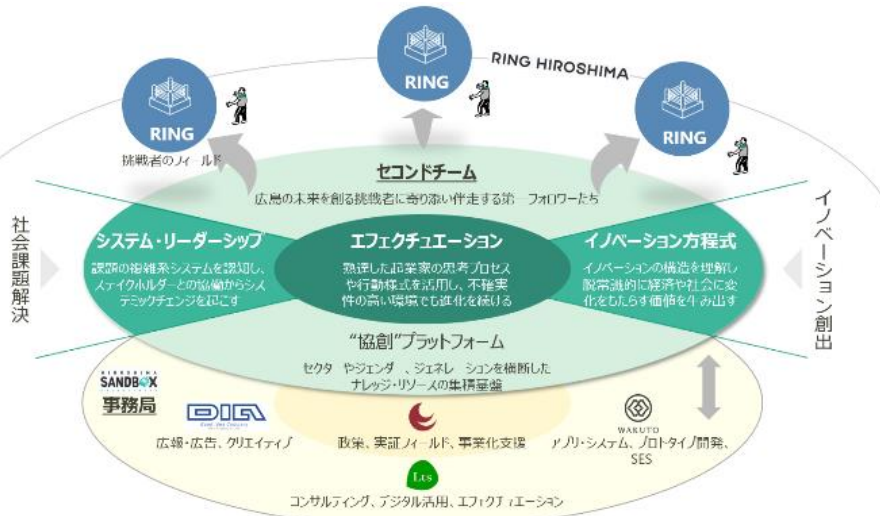 RING HIROSHIMA
RING
RING
RING
挑戦者のフィールド
セコンドチーム
広島の未来を創る挑戦者に寄り添い伴走する第一フォロワーたち
社会課題解決
イノベーション創出
システム・リーダーシップ
課題の複雑系システムを認知し、
ステイクホルダーとの協働からシス
テミックチェンジを起こす
エフェクチュエーション
熟達した起業家の思考プロセス
や行動様式を活用し、不確実
性の高い環境でも進化を続ける
イノベーション方程式
イノベーションの構造を理解し
脱常識的に経済や社会に変
化をもたらす価値を生み出す
“協創”プラットフォーム
セクターやジェンダー、ジェネレーションを横断した
ナレッジ・リソースの集積基盤
HIROSHIMA
SANDBOX
事務局
DIA
広報・広告、クリエイティブ
政策、実証フィールド、事業化支援
WAKUTO
アプリ・システム、プロトタイプ開発、
SES
Lts
コンサルティング、デジタル活用、エフェクチュエーション